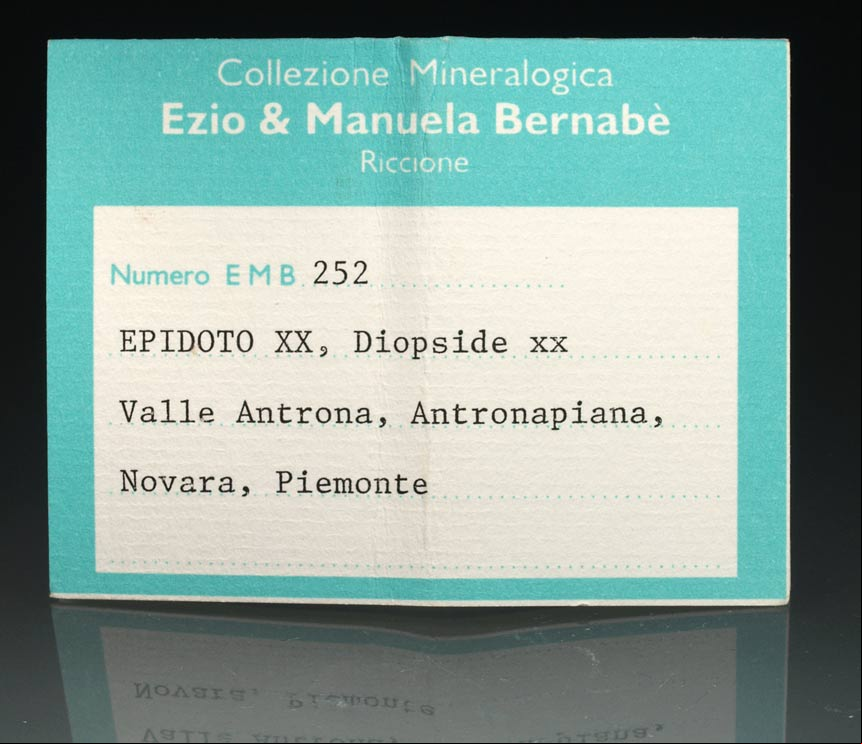 Collezione Mineralogica
Ezio & Manuela Bernabè
Riccione
Numero EMB 252
EPIDOTO XX, Diopside xx
Valle Antrona, Antronapiana,
Novara, Piemonte